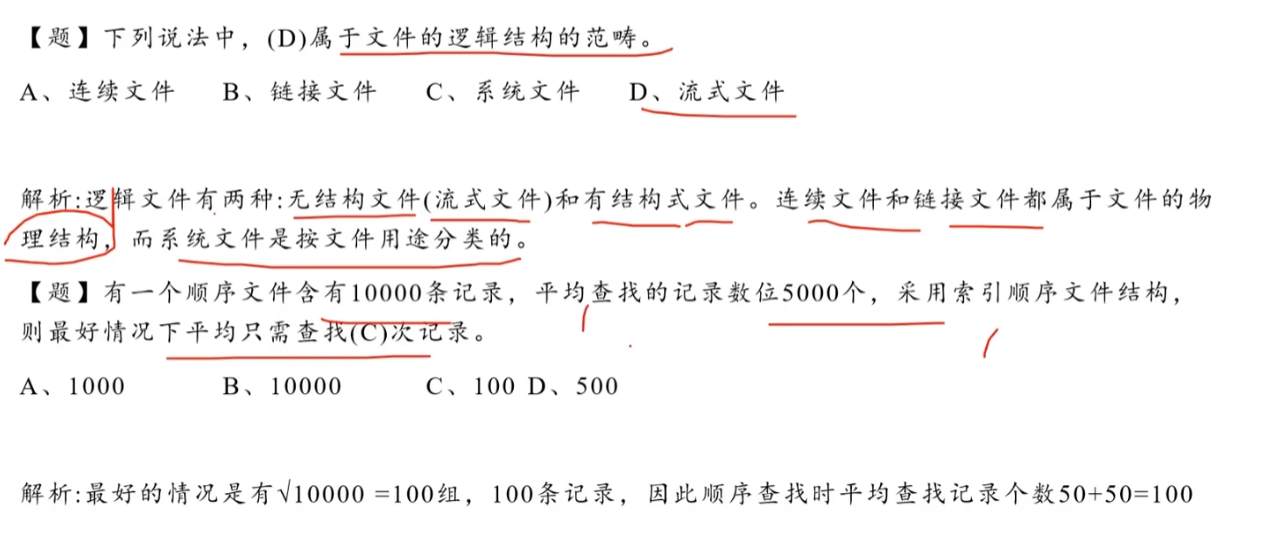 【题】下列说法中，(D)属于文件的逻辑结构的范畴。
A、连续文件 B、链接文件 C、系统文件 D、流式文件
解析:逻辑文件有两种:无结构文件(流式文件)和有结构式文件。连续文件和链接文件都属于文件的物
理结构，而系统文件是按文件用途分类的。
【题】有一个顺序文件含有10000条记录，平均查找的记录数位5000个，采用索引顺序文件结构，
则最好情况下平均只需查找(C)次记录。
A、1000 B、10000 C、100 D、500
解析:最好的情况是有√10000 =100组，100条记录，因此顺序查找时平均查找记录个数50+50=100